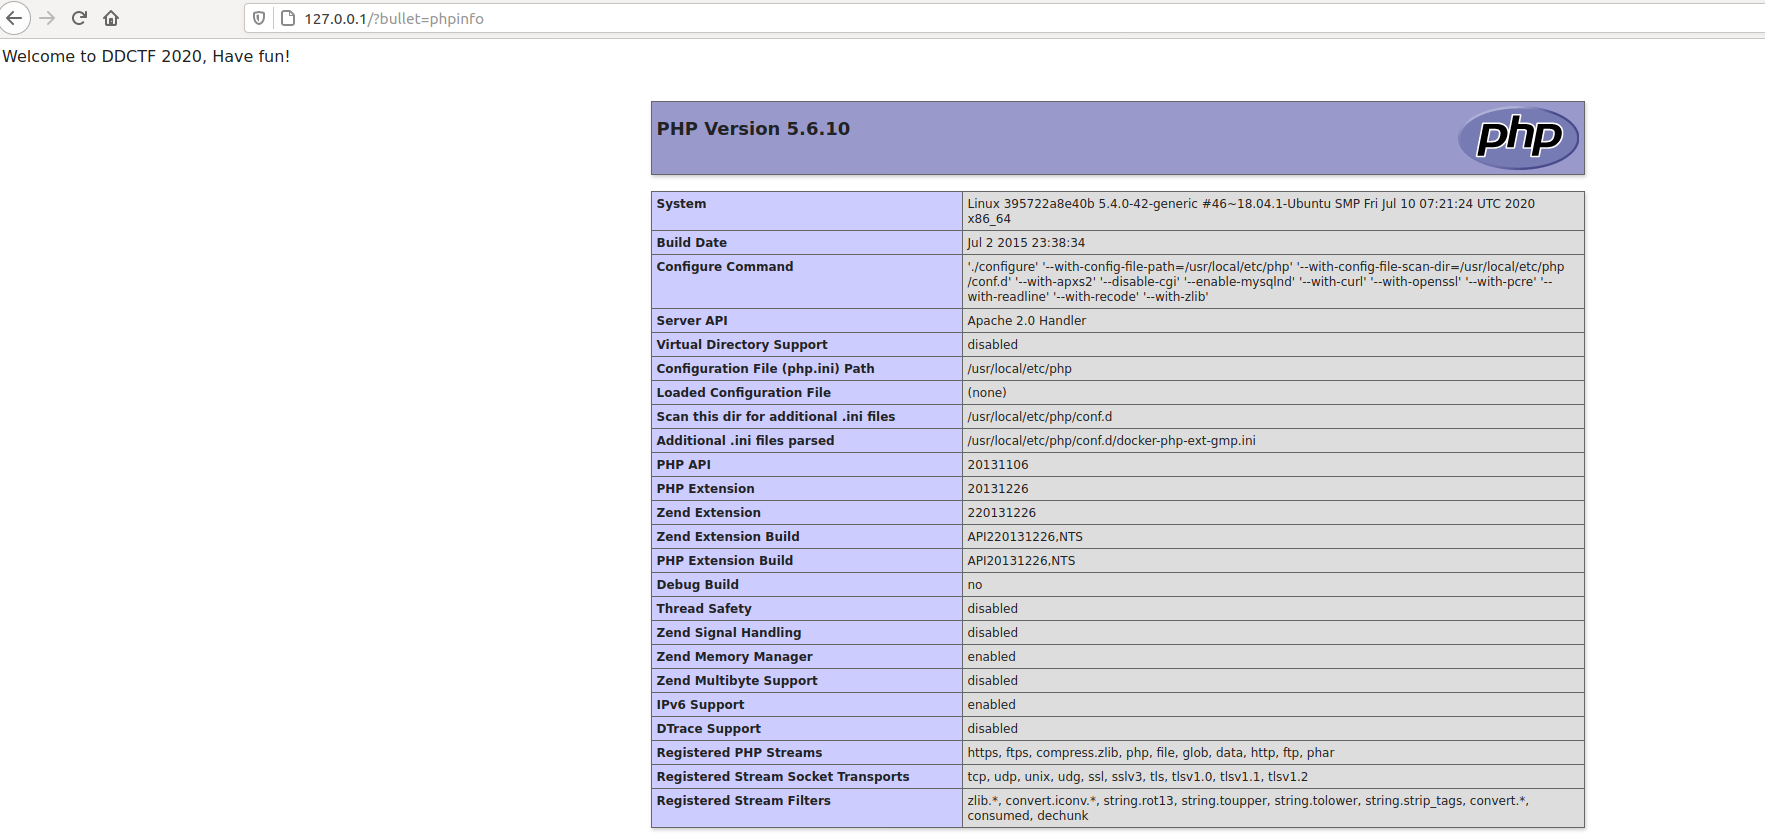 127.0.0.1/?bullet=phpinfo
Welcome to DDCTF 2020, Have fun!
PHP Version 5.6.10
php
System
Linux 395722a8e40b 5.4.0-42-generic #46~18.04.1-Ubuntu SMP Fri Jul 10 07:21:24 UTC 2020
x86_64
Build Date
Jul 2 2015 23:38:34
Configure Command
'./configure' '--with-config-file-path=/usr/local/etc/php' '--with-config-file-scan-dir=/usr/local/etc/php
/conf.d' '--with-apxs2' '--disable-cgi' '--enable-mysqlnd' '--with-curl' '--with-openssl' '--with-pcre' '--
with-readline' '--with-recode' '--with-zlib'
Server API
Apache 2.0 Handler
Virtual Directory Support
disabled
Configuration File (php.ini) Path
/usr/local/etc/php
Loaded Configuration File
(none)
Scan this dir for additional .ini files
/usr/local/etc/php/conf.d
Additional .ini files parsed
/usr/local/etc/php/conf.d/docker-php-ext-gmp.ini
PHP API
20131106
PHP Extension
20131226
Zend Extension
220131226
Zend Extension Build
API220131226,NTS
PHP Extension Build
API20131226,NTS
Debug Build
no
Thread Safety
disabled
Zend Signal Handling
disabled
Zend Memory Manager
enabled
Zend Multibyte Support
disabled
IPv6 Support
enabled
DTrace Support
disabled
Registered PHP Streams
https, ftps, compress.zlib, php, file, glob, data, http, ftp, phar
Registered Stream Socket Transports
tcp, udp, unix, udg, ssl, sslv3, tls, tlsv1.0, tlsv1.1, tlsv1.2
Registered Stream Filters
zlib.*, convert.iconv.*, string.rot13, string.toupper, string.tolower, string.strip_tags, convert.*,
consumed, dechunk